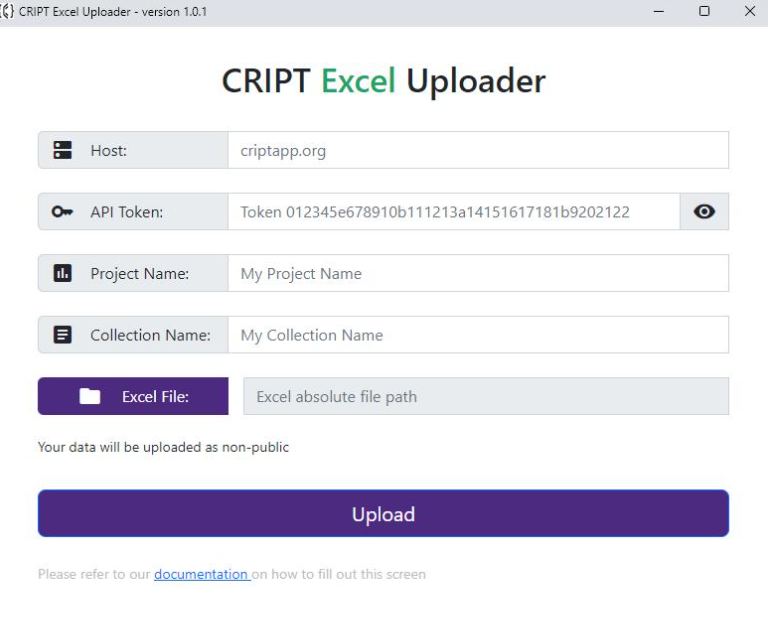 CRIPT Excel Uploader - version 1.0.1
CRIPT Excel Uploader
Host: criptapp.org
API Token: Token 012345e678910b111213a14151617181b9202122
Project Name: My Project Name
Collection Name: My Collection Name
Excel File: Excel absolute file path
Your data will be uploaded as non-public
Upload
Please refer to our documentation on how to fill out this screen